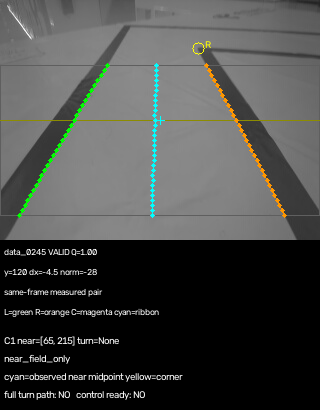 R
data_0245 VALID Q=1.00
y=120 dx=-4.5 norm=-28
same-frame measured pair
L=green R=orange C=magenta cyan=ribbon
C1 near=[65, 215] turn=None
near_field_only
cyan=observed near midpoint yellow=corner
full turn path: NO control ready: NO